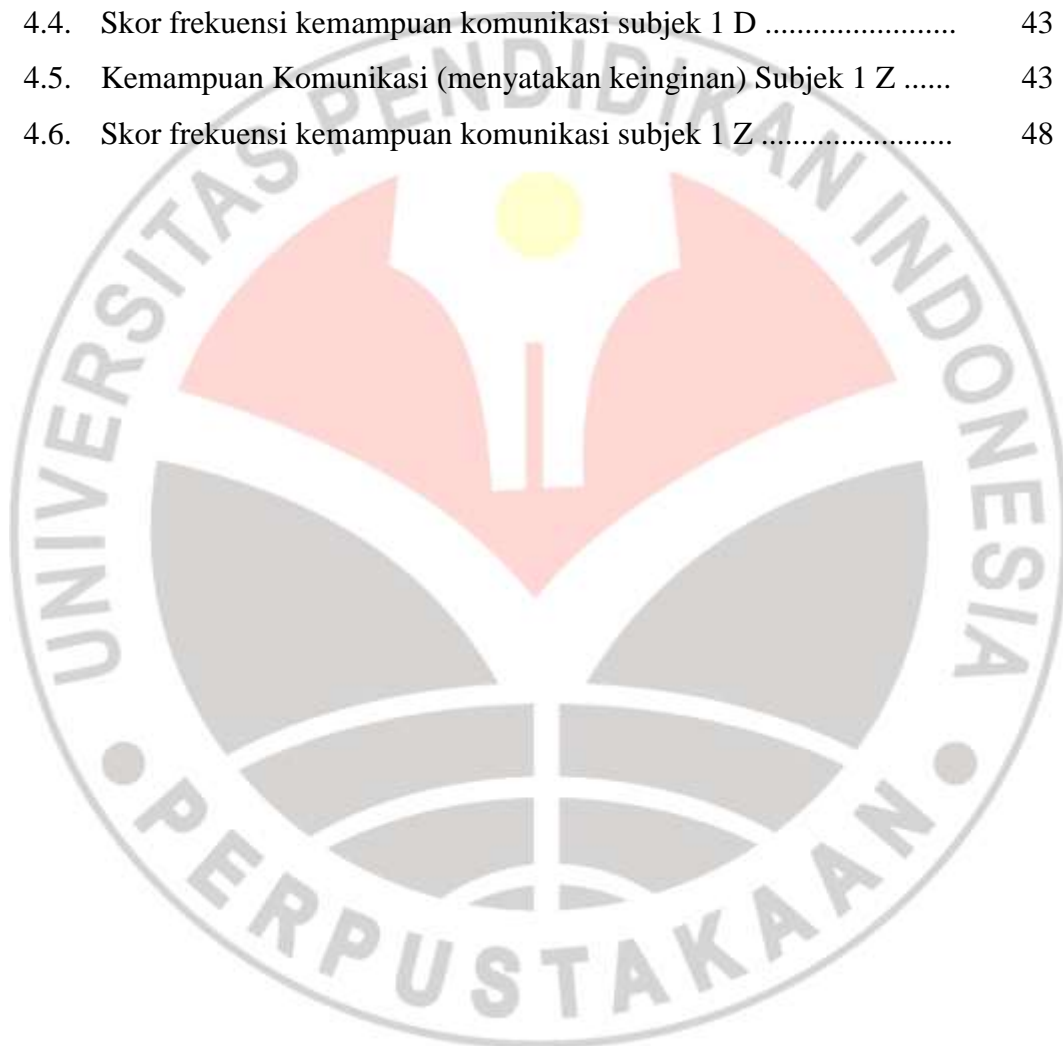 4.4. Skor frekuensi kemampuan komunikasi subjek 1 D ........................ 43
4.5. Kemampuan Komunikasi (menyatakan keinginan) Subjek 1 Z ...... 43
4.6. Skor frekuensi kemampuan komunikasi subjek 1 Z ........................ 48
UNIVERSITAS PENDIDIKAN INDONESIA
PERPUSTAKAAN